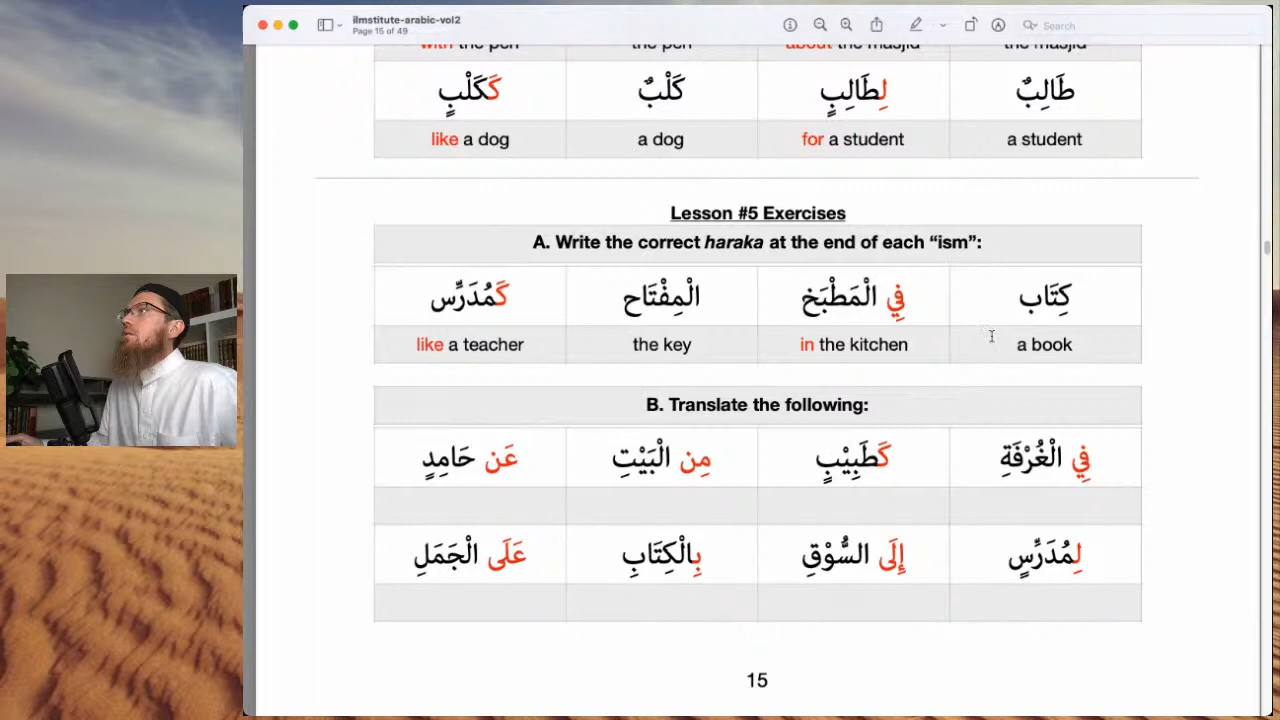 ilmstitute-arabic-vol2
Page 15 of 49
Search
with the pen the pen about the masjid the masjid
طَالِبٌ لِطَالِبٍ كَلْبٌ كَكَلْبٍ
like a dog a dog for a student a student
Lesson #5 Exercises
A. Write the correct haraka at the end of each “ism”:
كِتَاب فِي الْمَطْبَخ الْمِفْتَاح كَمُدَرِّس
like a teacher the key in the kitchen a book
B. Translate the following:
فِي الْغُرْفَةِ كَطَبِيْبٍ مِن الْبَيْتِ عَن حَامِدٍ
لِمُدَرِّسٍ إِلَى السُّوْقِ بِالْكِتَابِ عَلَى الْجَمَلِ
15